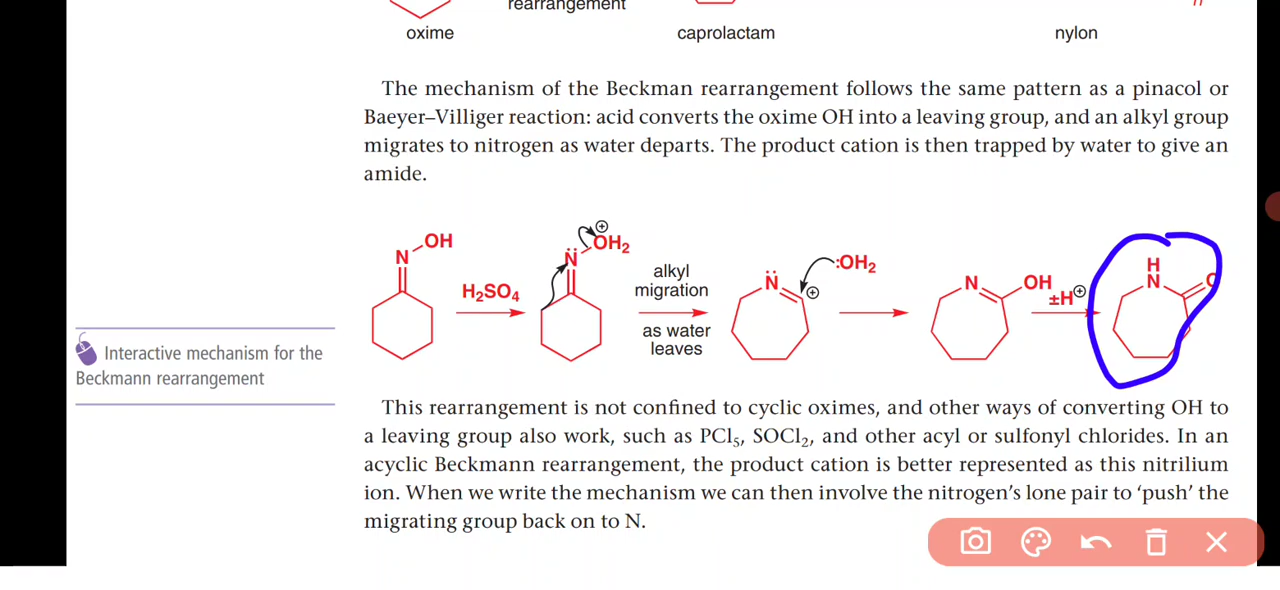 rearrangement
oxime
caprolactam
nylon
The mechanism of the Beckman rearrangement follows the same pattern as a pinacol or
Baeyer–Villiger reaction: acid converts the oxime OH into a leaving group, and an alkyl group
migrates to nitrogen as water departs. The product cation is then trapped by water to give an
amide.
N OH
H₂SO₄
N̈ OH₂ ⊕
alkyl
migration
as water
leaves
N̈ ⊕
:OH₂
N OH
±H⊕
H
N O
Interactive mechanism for the
Beckmann rearrangement
This rearrangement is not confined to cyclic oximes, and other ways of converting OH to
a leaving group also work, such as PCl₅, SOCl₂, and other acyl or sulfonyl chlorides. In an
acyclic Beckmann rearrangement, the product cation is better represented as this nitrilium
ion. When we write the mechanism we can then involve the nitrogen's lone pair to 'push' the
migrating group back on to N.